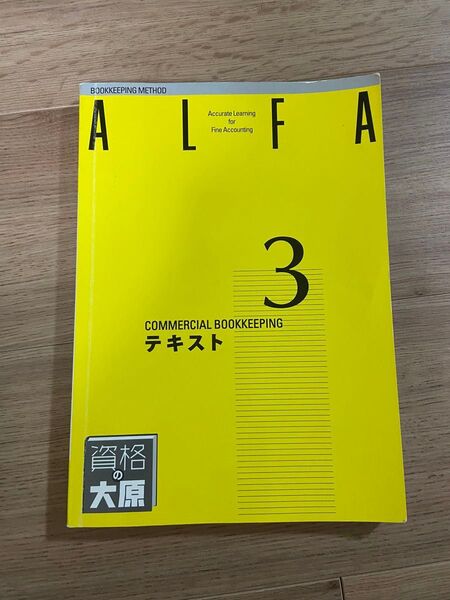 BOOKKEEPING METHOD
ALFA
Accurate Learning
for
Fine Accounting
3
COMMERCIAL BOOKKEEPING
テキスト
資格
の
大原